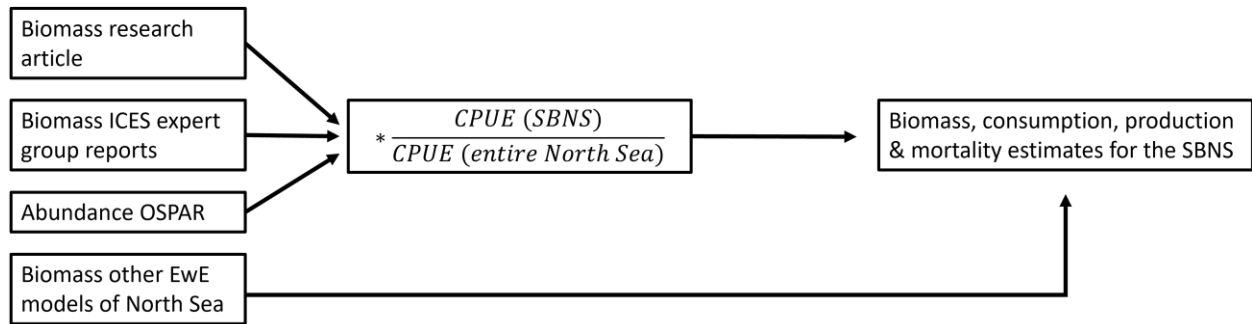 Biomass research
article
Biomass ICES expert
group reports
Abundance OSPAR
Biomass other EwE
models of North Sea
CPUE (SBNS)
*
CPUE (entire North Sea)
Biomass, consumption, production
& mortality estimates for the SBNS